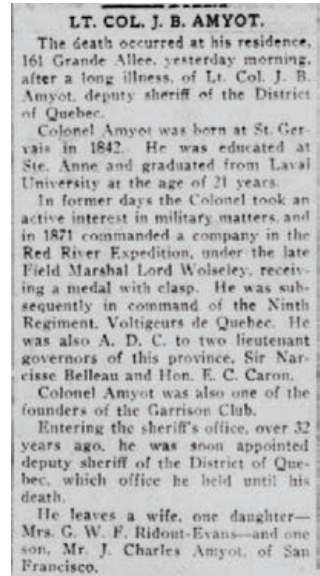 LT. COL. J. B. AMYOT.
The death occurred at his residence,
161 Grande Allee, yesterday morning,
after a long illness, of Lt. Col. J. B.
Amyot, deputy sheriff of the District
of Quebec.
Colonel Amyot was born at St. Ger-
vais in 1842. He was educated at
Ste. Anne and graduated from Laval
University at the age of 21 years.
In former days the Colonel took an
active interest in military matters, and
in 1871 commanded a company in the
Red River Expedition, under the late
Field Marshal Lord Wolseley, receiv-
ing a medal with clasp. He was sub-
sequently in command of the Ninth
Regiment, Voltigeurs de Quebec. He
was also A. D. C. to two lieutenant
governors of this province, Sir Nar-
cisse Belleau and Hon. E. C. Caron.
Colonel Amyot was also one of the
founders of the Garrison Club.
Entering the sheriff's office, over 32
years ago, he was soon appointed
deputy sheriff of the District of Que-
bec, which office he held until his
death.
He leaves a wife, one daughter—
Mrs. G. W. F. Ridout-Evans—and one
son, Mr. J. Charles Amyot, of San
Francisco.